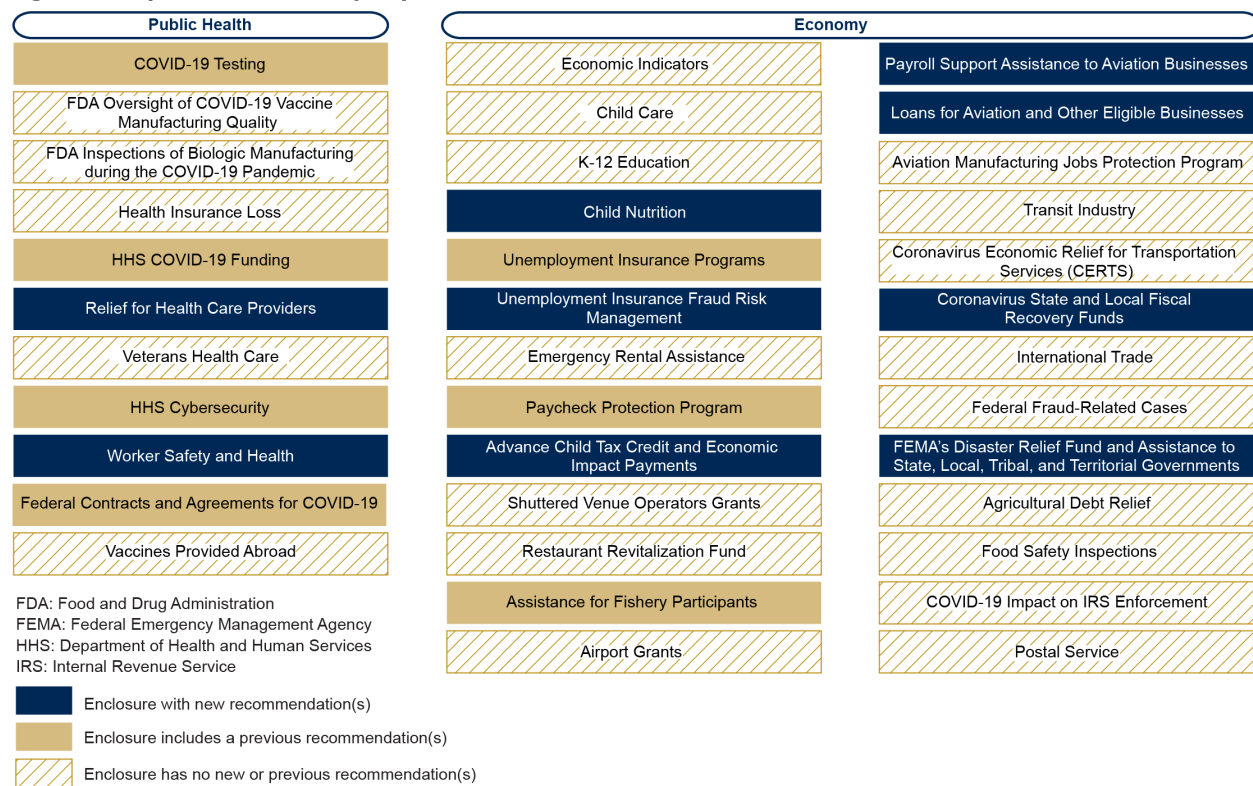 Public Health
COVID-19 Testing
FDA Oversight of COVID-19 Vaccine
Manufacturing Quality
FDA Inspections of Biologic Manufacturing
during the COVID-19 Pandemic
Health Insurance Loss
HHS COVID-19 Funding
Relief for Health Care Providers
Veterans Health Care
HHS Cybersecurity
Worker Safety and Health
Federal Contracts and Agreements for COVID-19
Vaccines Provided Abroad
Economy
Economic Indicators
Child Care
K-12 Education
Child Nutrition
Unemployment Insurance Programs
Unemployment Insurance Fraud Risk
Management
Emergency Rental Assistance
Paycheck Protection Program
Advance Child Tax Credit and Economic
Impact Payments
Shuttered Venue Operators Grants
Restaurant Revitalization Fund
Assistance for Fishery Participants
Airport Grants
Payroll Support Assistance to Aviation Businesses
Loans for Aviation and Other Eligible Businesses
Aviation Manufacturing Jobs Protection Program
Transit Industry
Coronavirus Economic Relief for Transportation
Services (CERTS)
Coronavirus State and Local Fiscal
Recovery Funds
International Trade
Federal Fraud-Related Cases
FEMA's Disaster Relief Fund and Assistance to
State, Local, Tribal, and Territorial Governments
Agricultural Debt Relief
Food Safety Inspections
COVID-19 Impact on IRS Enforcement
Postal Service
FDA: Food and Drug Administration
FEMA: Federal Emergency Management Agency
HHS: Department of Health and Human Services
IRS: Internal Revenue Service
Enclosure with new recommendation(s)
Enclosure includes a previous recommendation(s)
Enclosure has no new or previous recommendation(s)